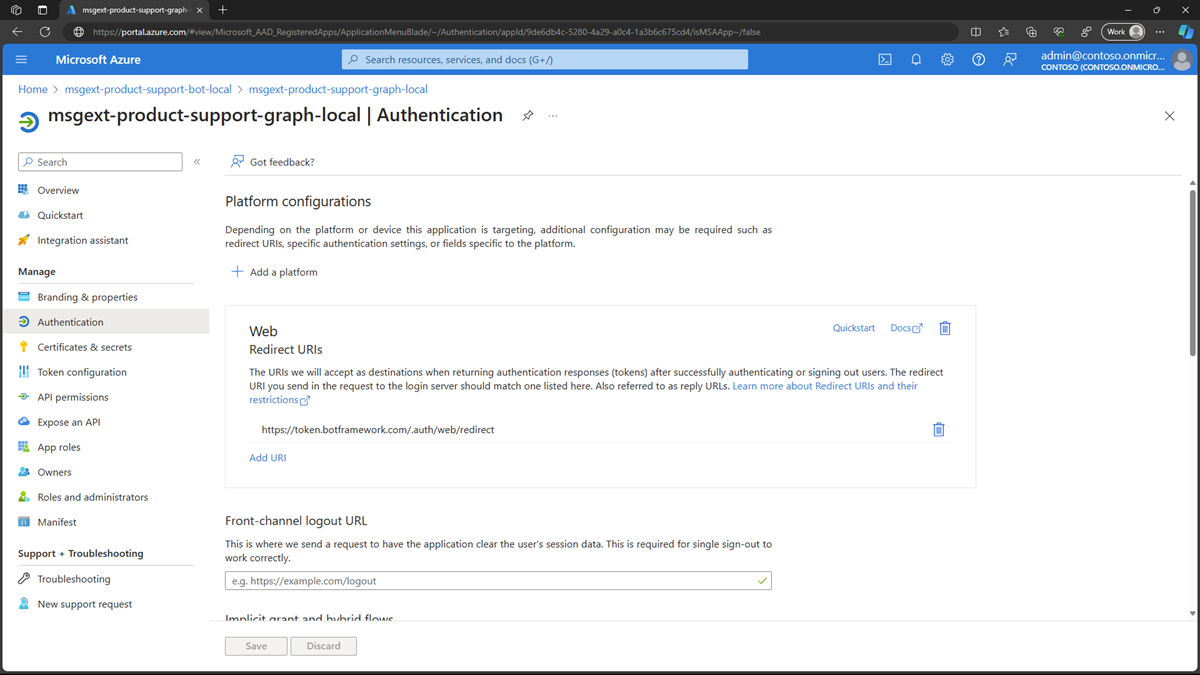 msgext-product-support-graph-
https://portal.azure.com/#view/Microsoft_AAD_RegisteredApps/ApplicationMenuBlade/~/Authentication/appId/9de6db4c-5280-4a29-a0c4-1a3b6c675cd4/isMSAApp~/false
Work
Microsoft Azure
Search resources, services, and docs (G+/)
admin@contoso.onmicr...
CONTOSO (CONTOSO.ONMICRO...
Home > msgext-product-support-bot-local > msgext-product-support-graph-local
msgext-product-support-graph-local | Authentication
Search
Got feedback?
Overview
Quickstart
Integration assistant
Manage
Branding & properties
Authentication
Certificates & secrets
Token configuration
API permissions
Expose an API
App roles
Owners
Roles and administrators
Manifest
Support + Troubleshooting
Troubleshooting
New support request
Platform configurations
Depending on the platform or device this application is targeting, additional configuration may be required such as
redirect URIs, specific authentication settings, or fields specific to the platform.
Add a platform
Web
Quickstart
Docs
Redirect URIs
The URIs we will accept as destinations when returning authentication responses (tokens) after successfully authenticating or signing out users. The redirect
URI you send in the request to the login server should match one listed here. Also referred to as reply URLs. Learn more about Redirect URIs and their
restrictions
https://token.botframework.com/.auth/web/redirect
Add URI
Front-channel logout URL
This is where we send a request to have the application clear the user's session data. This is required for single sign-out to
work correctly.
e.g. https://example.com/logout
Implicit grant and hybrid flows
Save
Discard